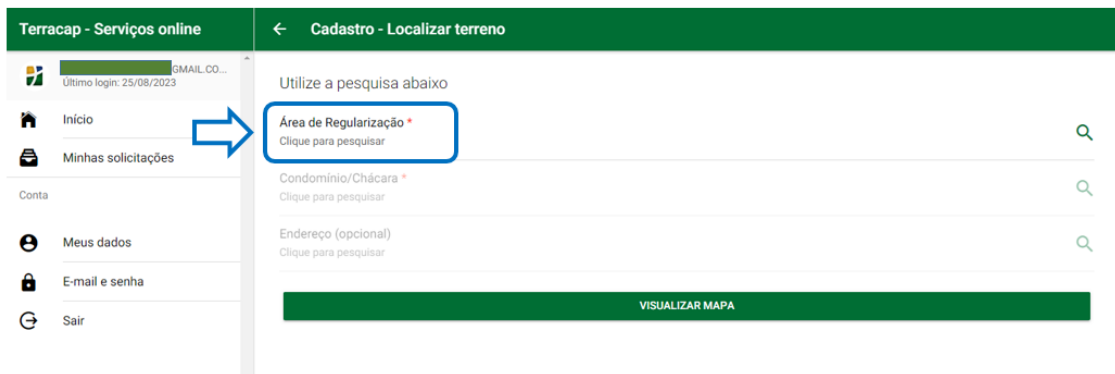 Terracap - Serviços online
GMAIL.CO...
Último login: 25/08/2023
Início
Minhas solicitações
Conta
Meus dados
E-mail e senha
Sair
← Cadastro - Localizar terreno
Utilize a pesquisa abaixo
Área de Regularização *
Clique para pesquisar
Condomínio/Chácara *
Clique para pesquisar
Endereço (opcional)
Clique para pesquisar
VISUALIZAR MAPA